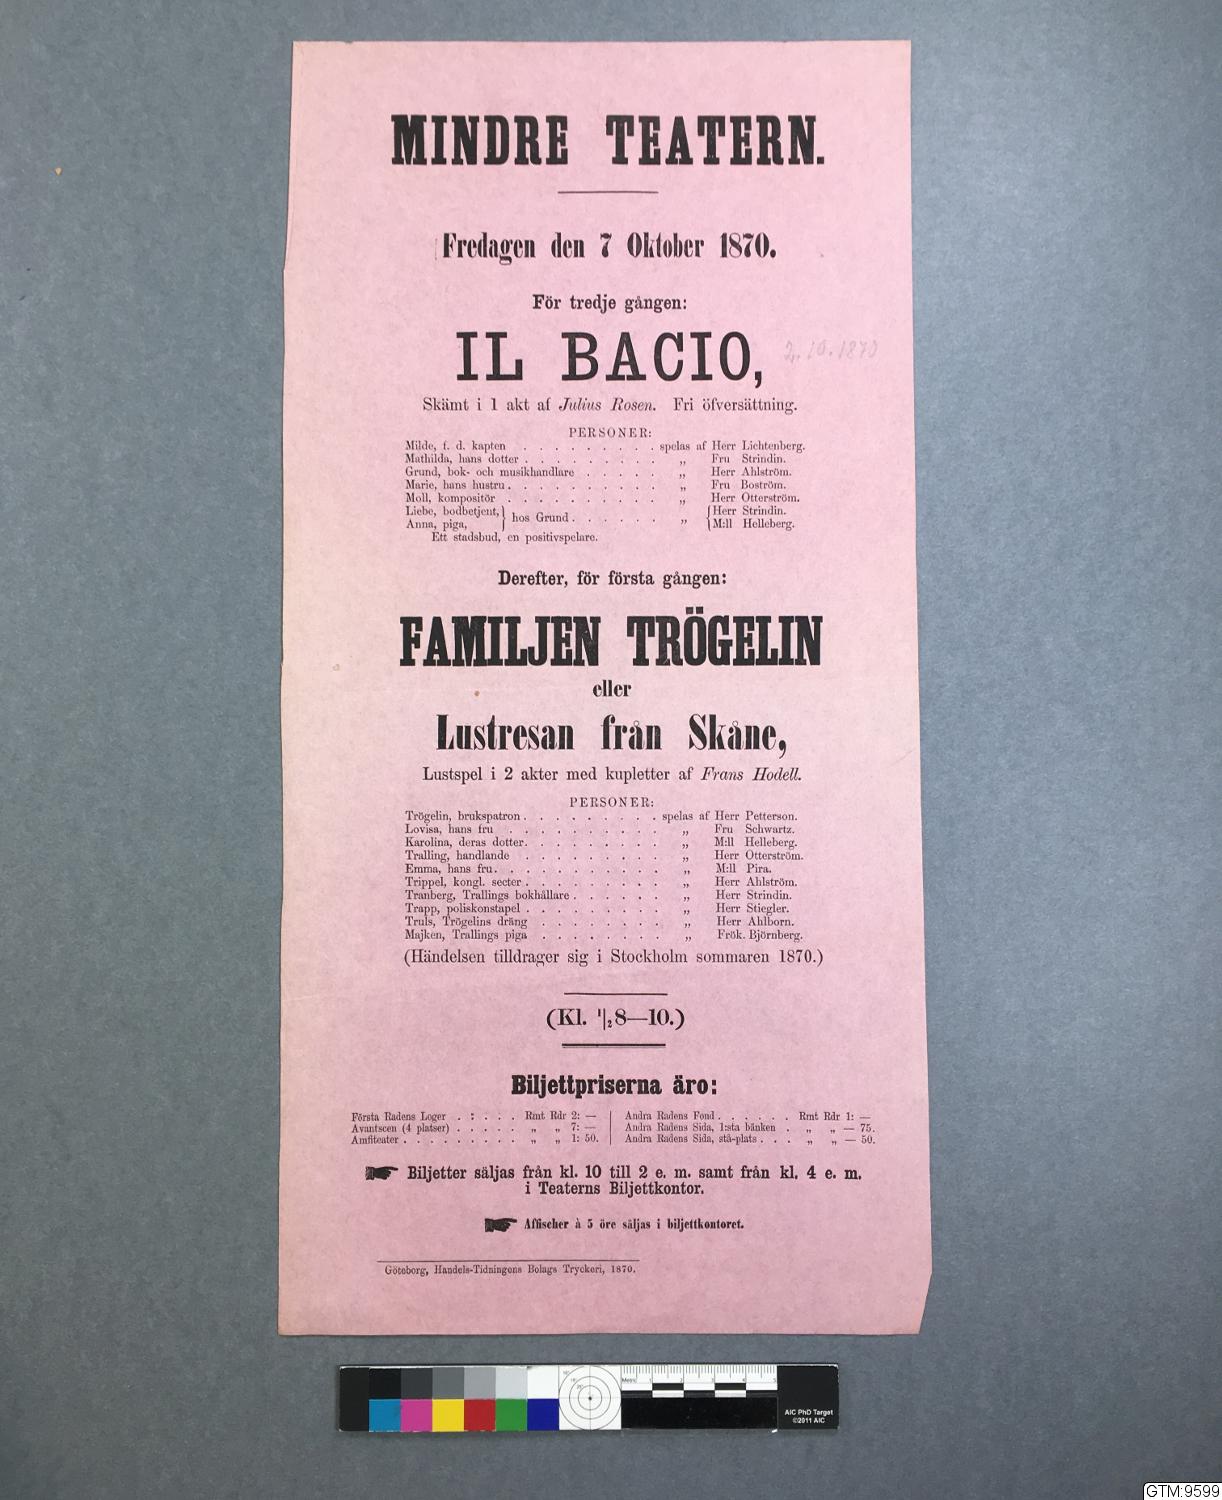 MINDRE TEATERN.
Fredagen den 7 Oktober 1870.
För tredje gången:
IL BACIO,
2. 10. 1870
Skämt i 1 akt af Julius Rosen. Fri öfversättning.
PERSONER:
Milde, f. d. kapten . . . . . . . . . spelas af Herr Lichtenberg.
Mathilda, hans dotter . . . . . . . . . „ Fru Strindin.
Grund, bok- och musikhandlare . . . . . „ Herr Ahlström.
Marie, hans hustru . . . . . . . . . . „ Fru Boström.
Moll, kompositör . . . . . . . . . . „ Herr Otterström.
Liebe, bodbetjent, } hos Grund . . . . . . „ { Herr Strindin.
Anna, piga, } { M:ll Helleberg.
Ett stadsbud, en positivspelare.
Derefter, för första gången:
FAMILJEN TRÖGELIN
eller
Lustresan från Skåne,
Lustspel i 2 akter med kupletter af Frans Hodell.
PERSONER:
Trögelin, brukspatron . . . . . . . . . spelas af Herr Petterson.
Lovisa, hans fru . . . . . . . . . . „ Fru Schwartz.
Karolina, deras dotter. . . . . . . . . „ M:ll Helleberg.
Tralling, handlande . . . . . . . . . „ Herr Otterström.
Emma, hans fru. . . . . . . . . . . „ M:ll Pira.
Trippel, kongl. secter . . . . . . . . . „ Herr Ahlström.
Tranberg, Trallings bokhållare . . . . . . „ Herr Strindin.
Trapp, poliskonstapel . . . . . . . . . „ Herr Stiegler.
Truls, Trögelins dräng . . . . . . . . „ Herr Ahlborn.
Majken, Trallings piga . . . . . . . . „ Frök. Björnberg.
(Händelsen tilldrager sig i Stockholm sommaren 1870.)
(Kl. 1/2 8—10.)
Biljettpriserna äro:
Första Radens Loger . : . . . Rmt Rdr 2: —
Avantscen (4 platser) . . . . . „ „ 7: —
Amfiteater . . . . . . . . . „ „ 1: 50.
Andra Radens Fond . . . . . . Rmt Rdr 1: —
Andra Radens Sida, 1:sta bänken . „ „ — 75.
Andra Radens Sida, stå-plats . . . „ „ — 50.
Biljetter säljas från kl. 10 till 2 e. m. samt från kl. 4 e. m.
i Teaterns Biljettkontor.
Affischer à 5 öre säljas i biljettkontoret.
Göteborg, Handels-Tidningens Bolags Tryckeri, 1870.
Metric 1 2 3 4 5
AIC PhD Target
©2011 AIC
GTM:9599